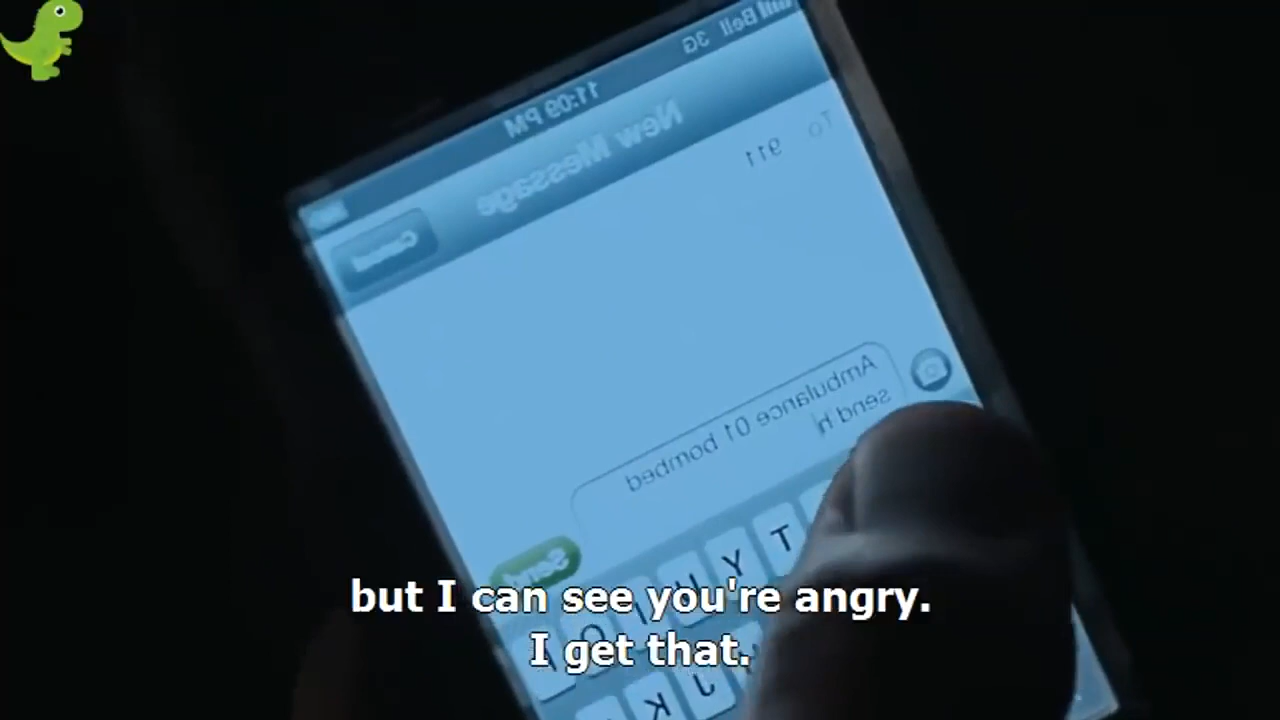 Bell 3G
11:09 PM
New Message
Cancel
To
911
Ambulance 01 bombed
send h
Send
T Y U I O
J K
but I can see you're angry.
I get that.